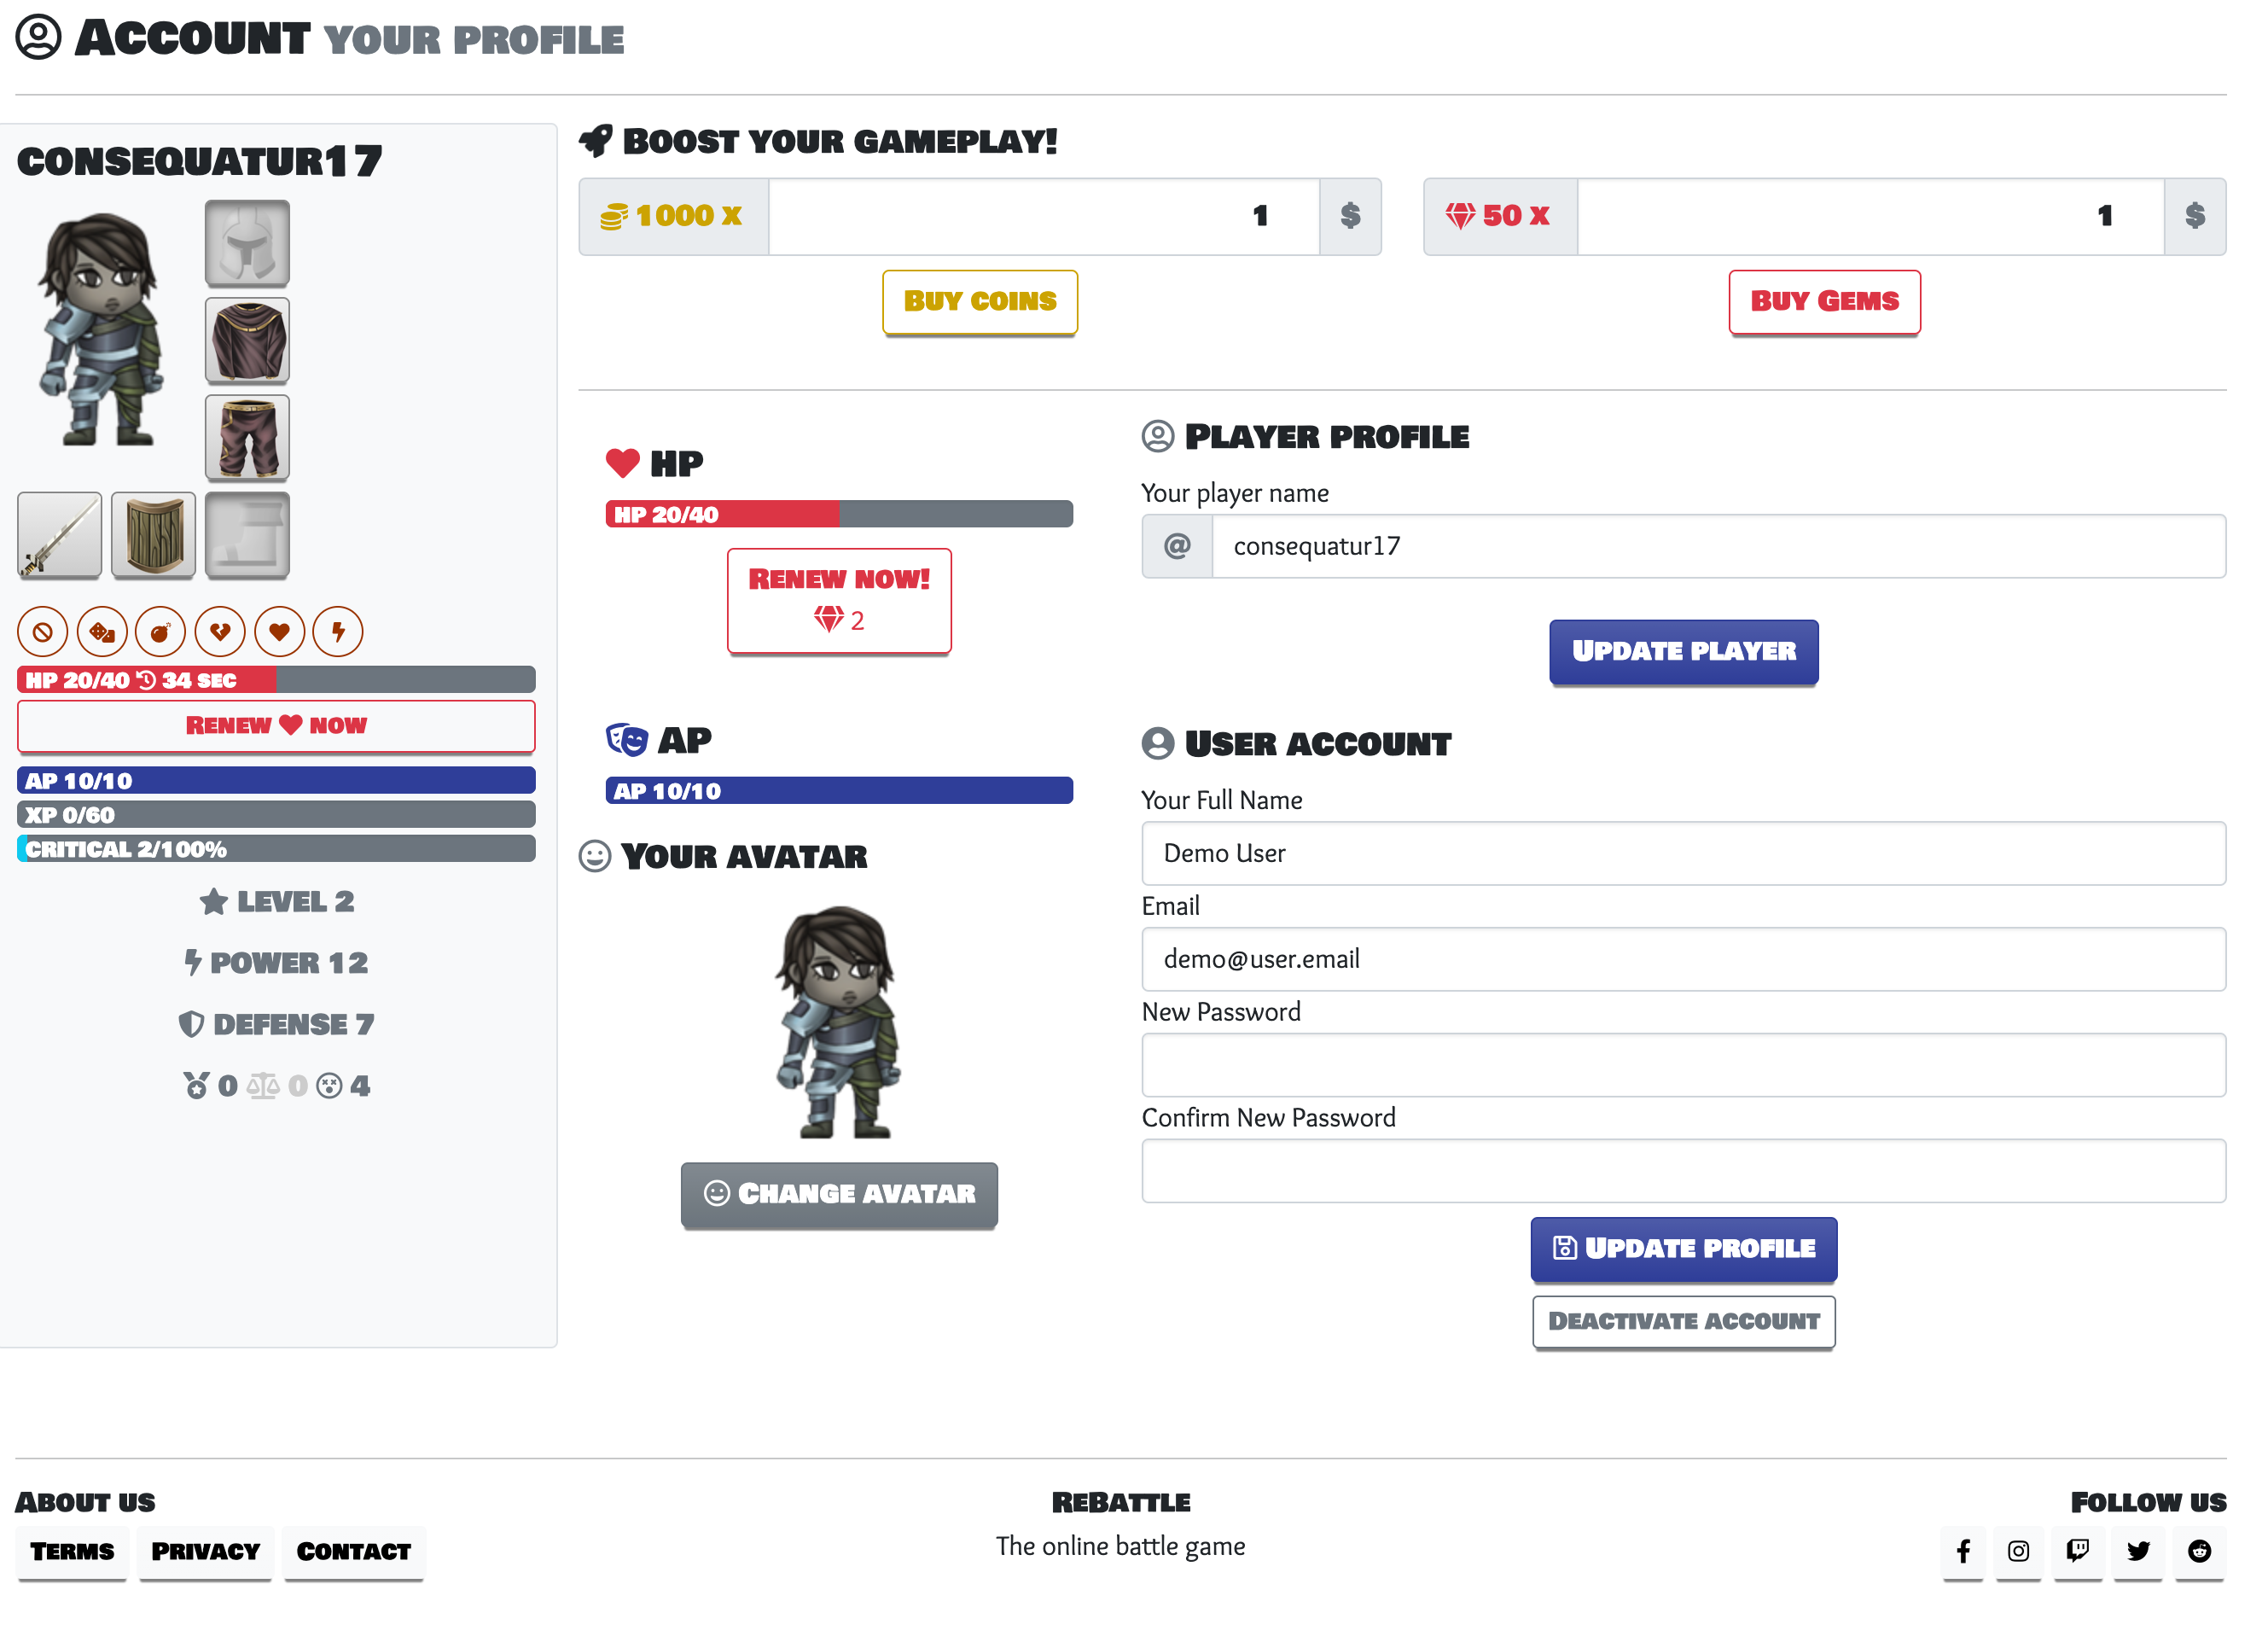 Account your profile
consequatur17
HP 20/40 34 sec
Renew now
AP 10/10
XP 0/60
CRITICAL 2/100%
LEVEL 2
POWER 12
DEFENSE 7
0 0 4
Boost your gameplay!
1000 x 1 $
Buy coins
50 x 1 $
Buy Gems
HP
HP 20/40
Renew now!
2
AP
AP 10/10
Your avatar
Change avatar
Player profile
Your player name
@ consequatur17
Update player
User account
Your Full Name
Demo User
Email
demo@user.email
New Password
Confirm New Password
Update profile
Deactivate account
About us
Terms Privacy Contact
ReBattle
The online battle game
Follow us